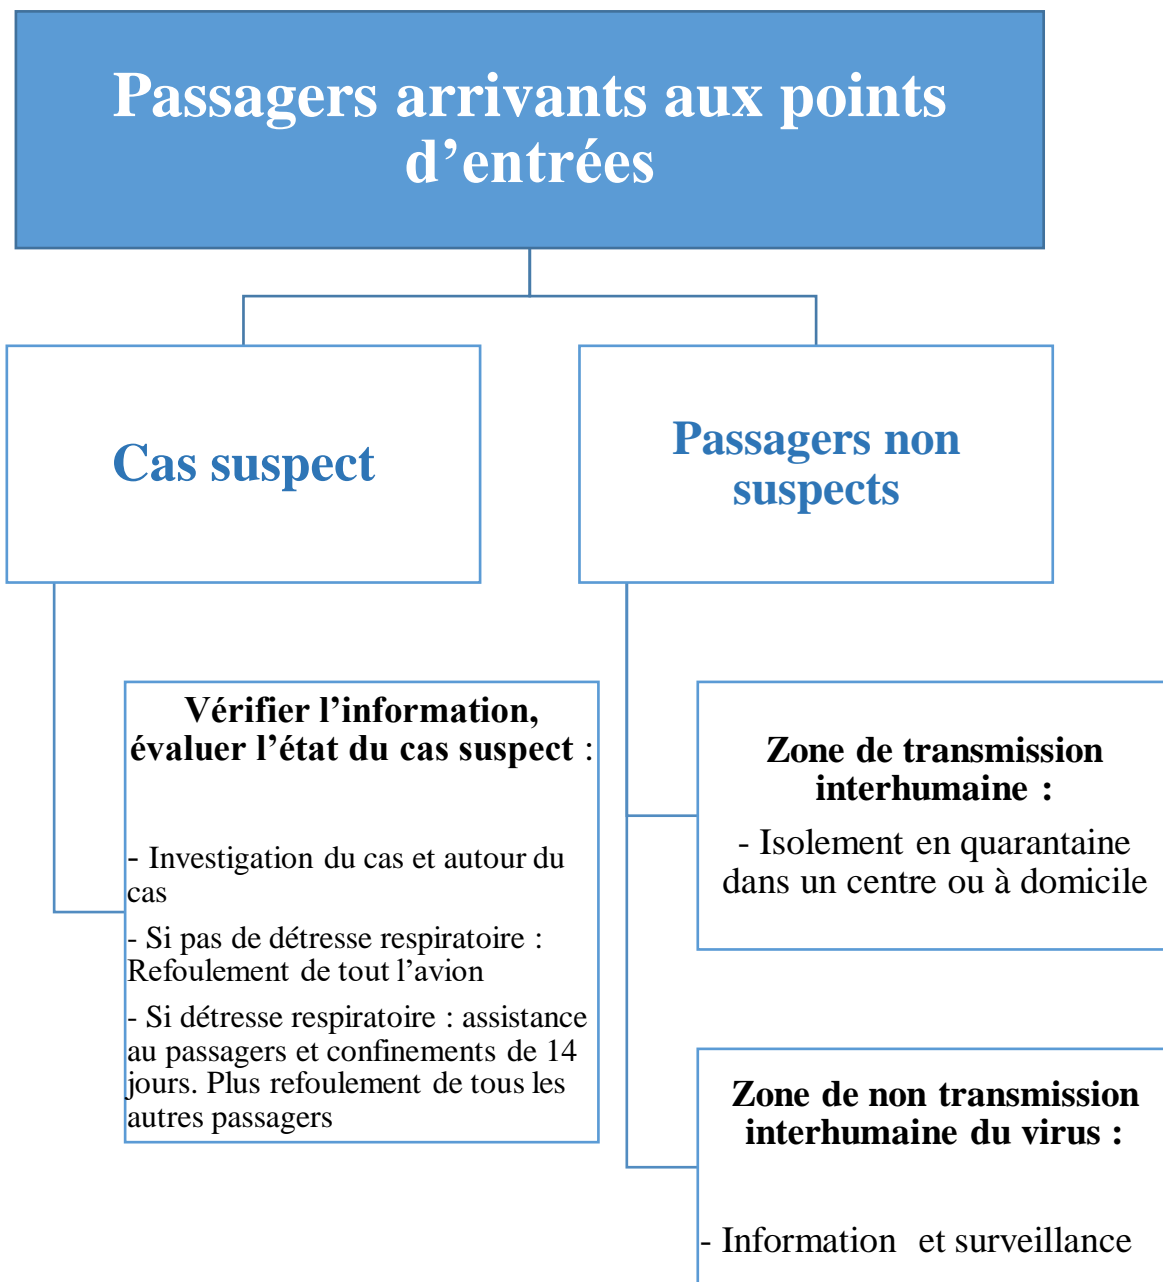 Passagers arrivants aux points
d’entrées
Cas suspect
Passagers non
suspects
Vérifier l’information,
évaluer l’état du cas suspect :
- Investigation du cas et autour du
cas
- Si pas de détresse respiratoire :
Refoulement de tout l’avion
- Si détresse respiratoire : assistance
au passagers et confinements de 14
jours. Plus refoulement de tous les
autres passagers
Zone de transmission
interhumaine :
- Isolement en quarantaine
dans un centre ou à domicile
Zone de non transmission
interhumaine du virus :
- Information et surveillance